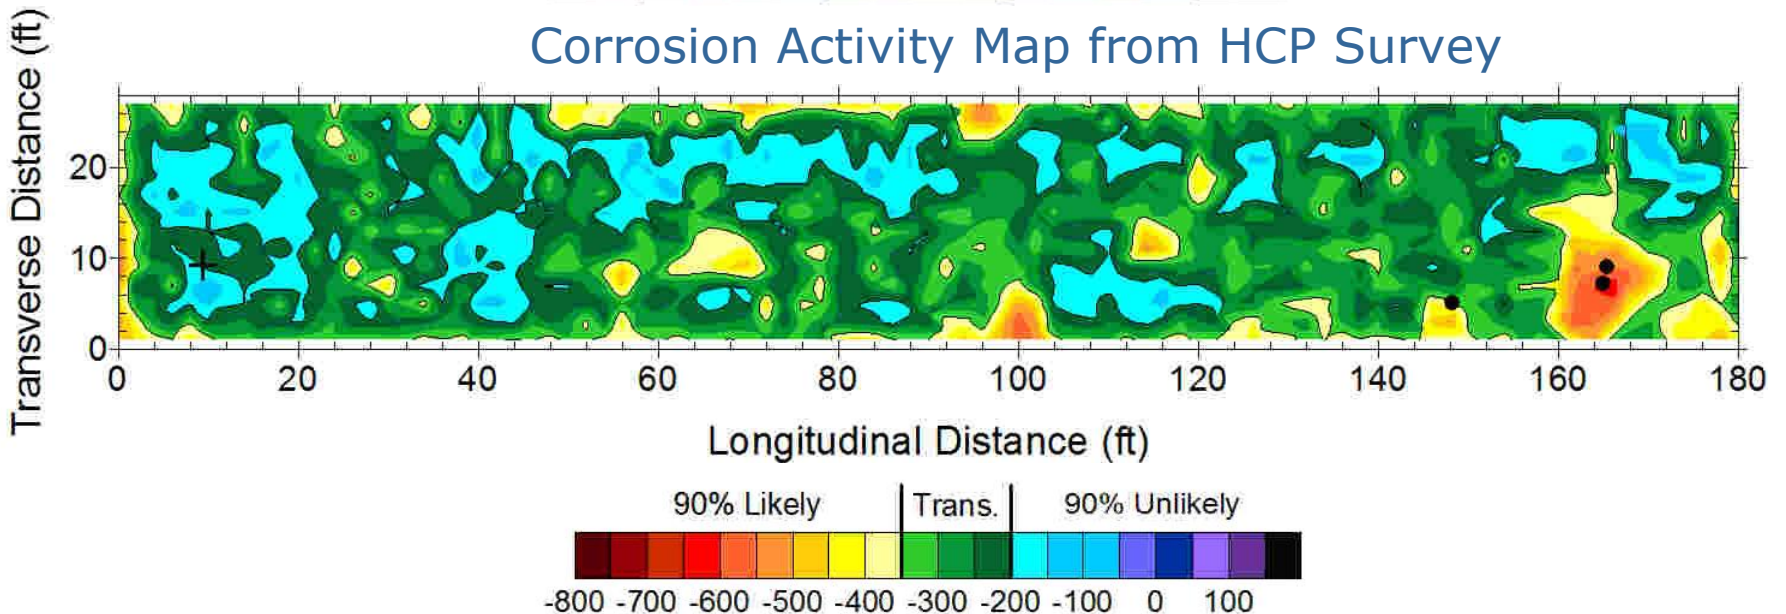 Corrosion Activity Map from HCP Survey
Transverse Distance (ft)
20
10
0
0 20 40 60 80 100 120 140 160 180
Longitudinal Distance (ft)
90% Likely Trans. 90% Unlikely
-800 -700 -600 -500 -400 -300 -200 -100 0 100